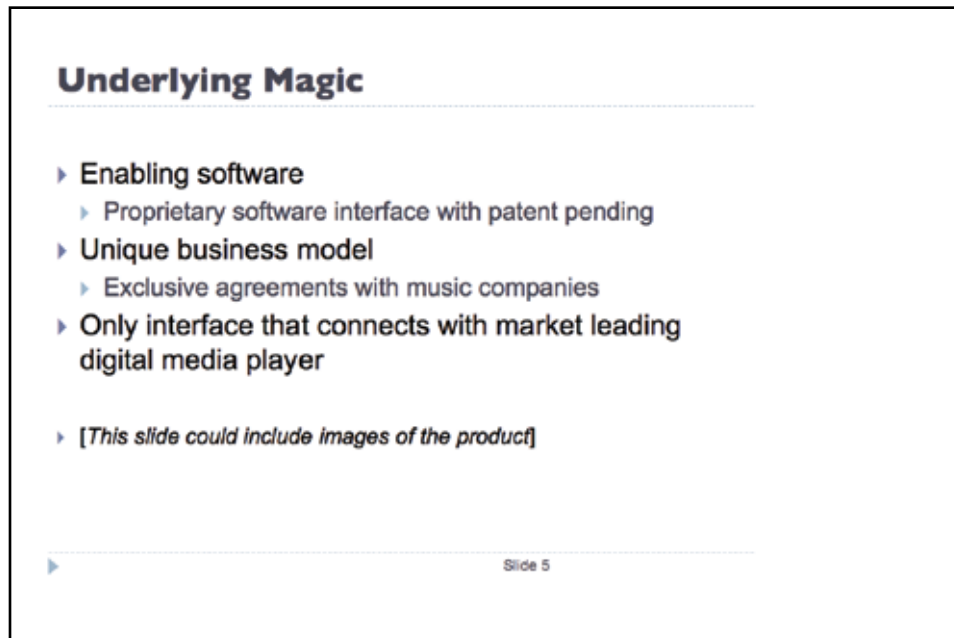 Underlying Magic
Enabling software
Proprietary software interface with patent pending
Unique business model
Exclusive agreements with music companies
Only interface that connects with market leading
digital media player
[This slide could include images of the product]
Slide 5